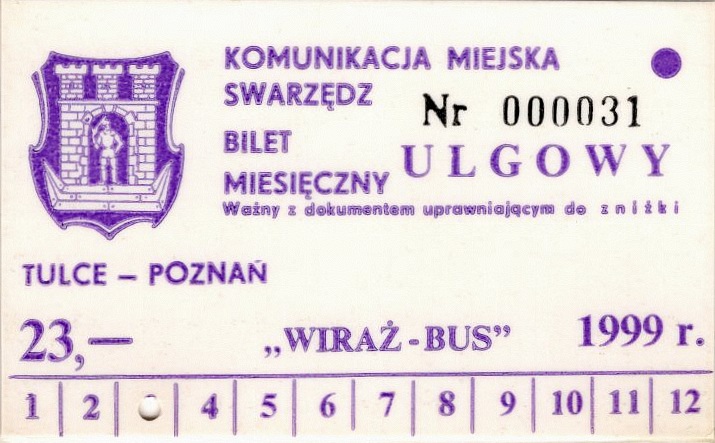 KOMUNIKACJA MIEJSKA
SWARZĘDZ
Nr 000031
BILET
MIESIĘCZNY
ULGOWY
Ważny z dokumentem uprawniającym do zniżki
TULCE – POZNAŃ
23,—
„WIRAŻ-BUS”
1999 r.
1 2 4 5 6 7 8 9 10 11 12